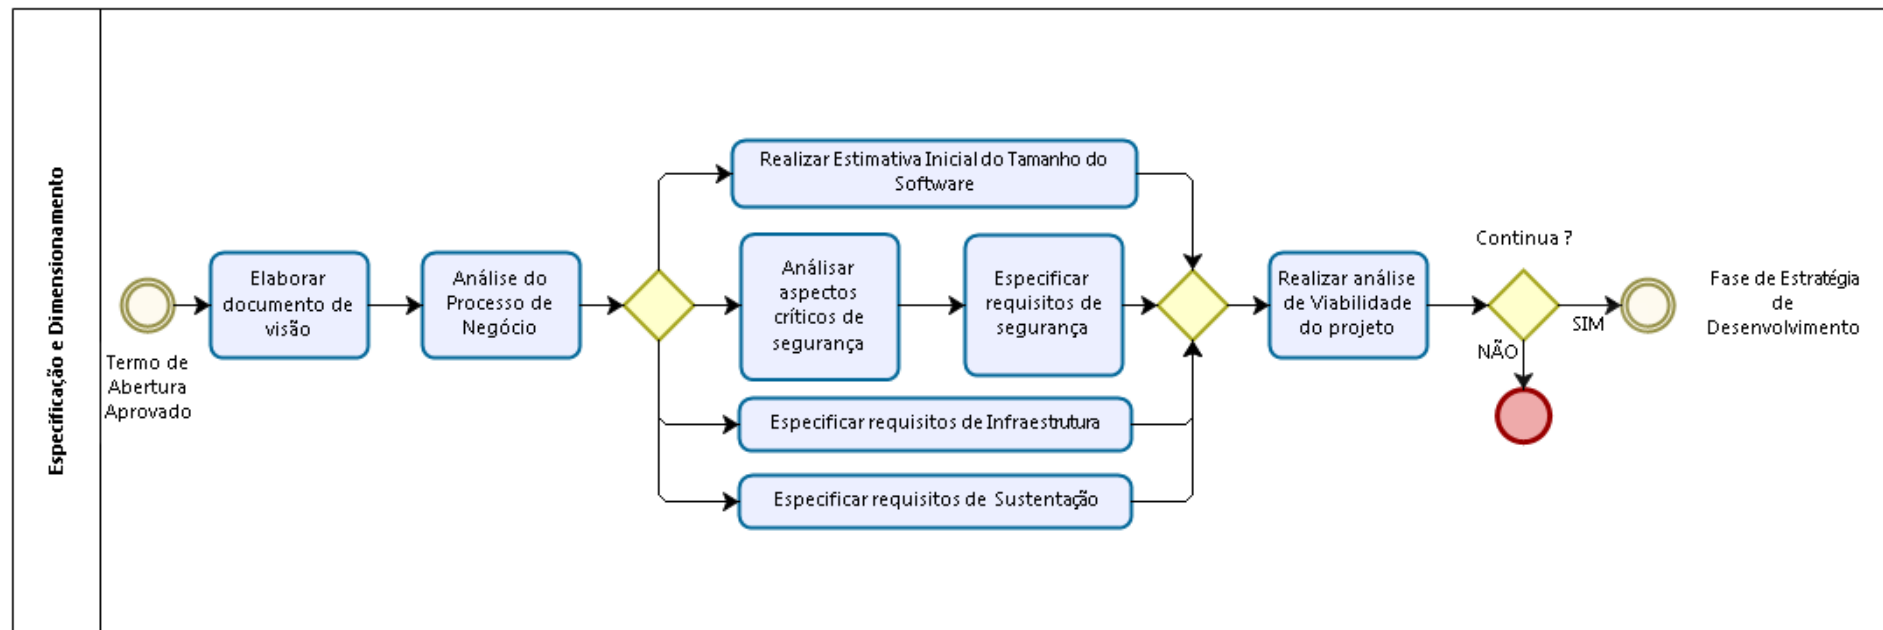 Especificação e Dimensionamento
Termo de
Abertura
Aprovado
Elaborar
documento de
visão
Análise do
Processo de
Negócio
Realizar Estimativa Inicial do Tamanho do
Software
Análisar
aspectos
críticos de
segurança
Especificar
requisitos de
segurança
Especificar requisitos de Infraestrutura
Especificar requisitos de Sustentação
Realizar análise
de Viabilidade
do projeto
Continua ?
SIM
NÃO
Fase de Estratégia
de
Desenvolvimento